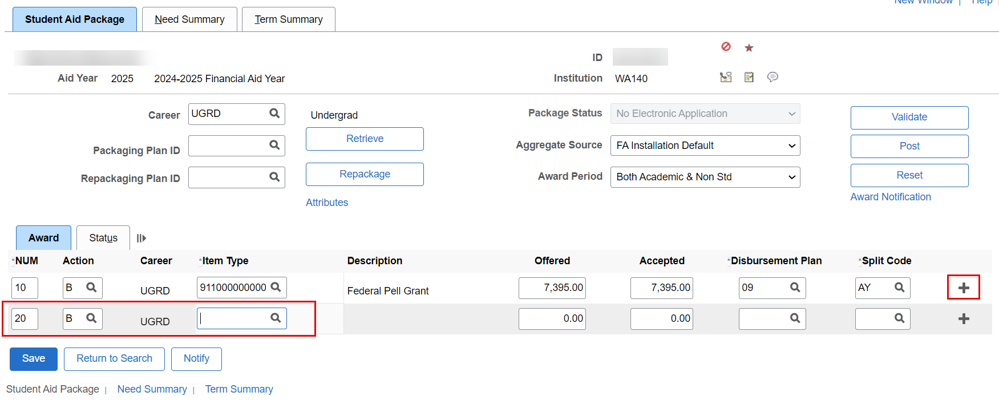 New Window | Help
Student Aid Package Need Summary Term Summary
ID
Aid Year 2025 2024-2025 Financial Aid Year Institution WA140
Career UGRD Undergrad Package Status No Electronic Application Validate
Retrieve
Packaging Plan ID Aggregate Source FA Installation Default Post
Repackaging Plan ID Repackage Award Period Both Academic & Non Std Reset
Attributes Award Notification
Award Status
*NUM Action Career *Item Type Description Offered Accepted *Disbursement Plan *Split Code
10 B UGRD 911000000000 Federal Pell Grant 7,395.00 7,395.00 09 AY
20 B UGRD 0.00 0.00
Save Return to Search Notify
Student Aid Package | Need Summary | Term Summary